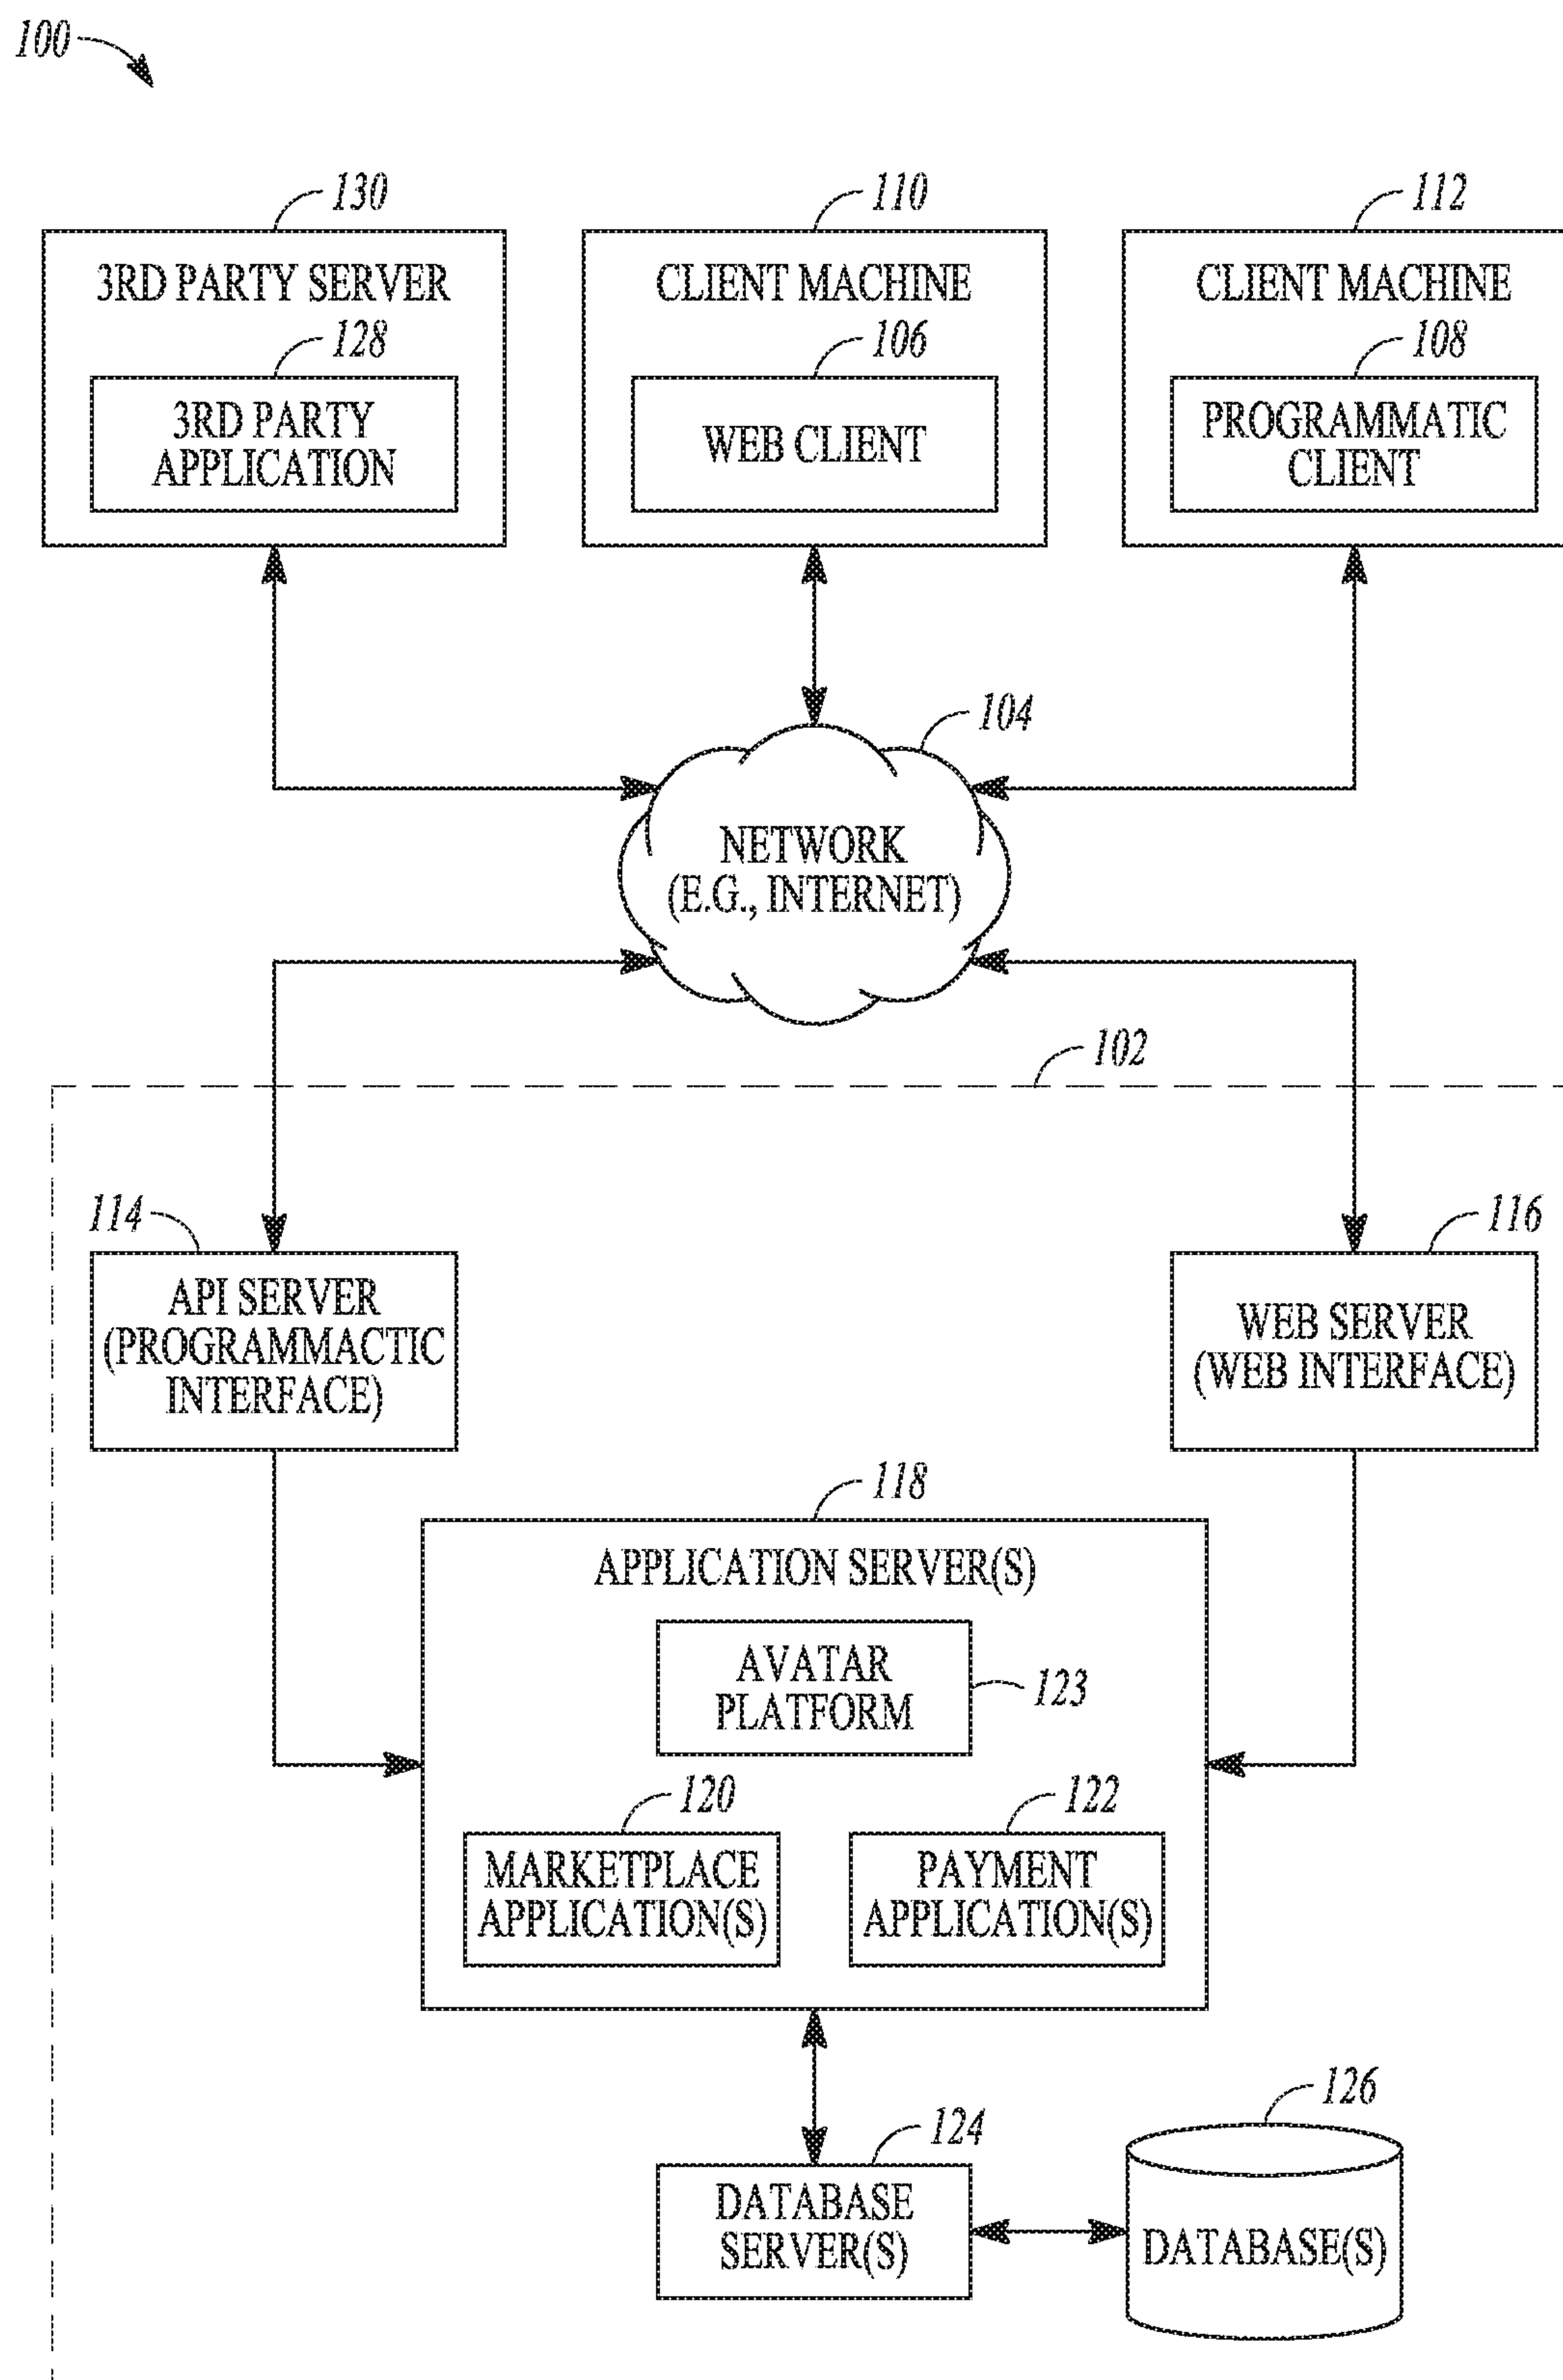 100
130
110
112
3RD PARTY SERVER
CLIENT MACHINE
CLIENT MACHINE
128
106
108
3RD PARTY
APPLICATION
WEB CLIENT
PROGRAMMATIC
CLIENT
104
NETWORK
(E.G., INTERNET)
102
114
116
API SERVER
(PROGRAMMACTIC
INTERFACE)
WEB SERVER
(WEB INTERFACE)
118
APPLICATION SERVER(S)
AVATAR
PLATFORM
123
120
122
MARKETPLACE
APPLICATION(S)
PAYMENT
APPLICATION(S)
126
124
DATABASE
SERVER(S)
DATABASE(S)